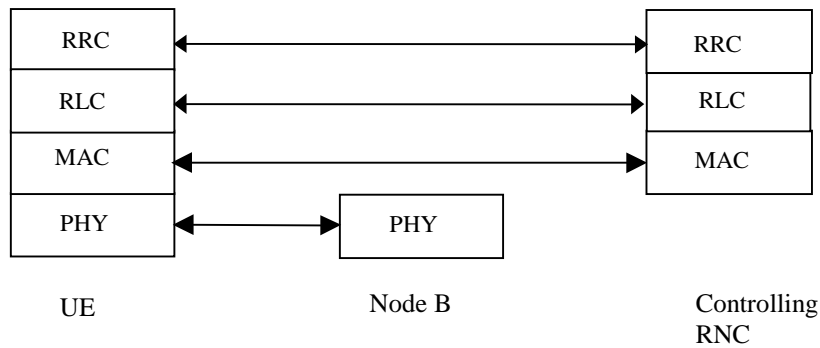 RRC RRC
RLC RLC
MAC MAC
PHY PHY
UE Node B Controlling
RNC